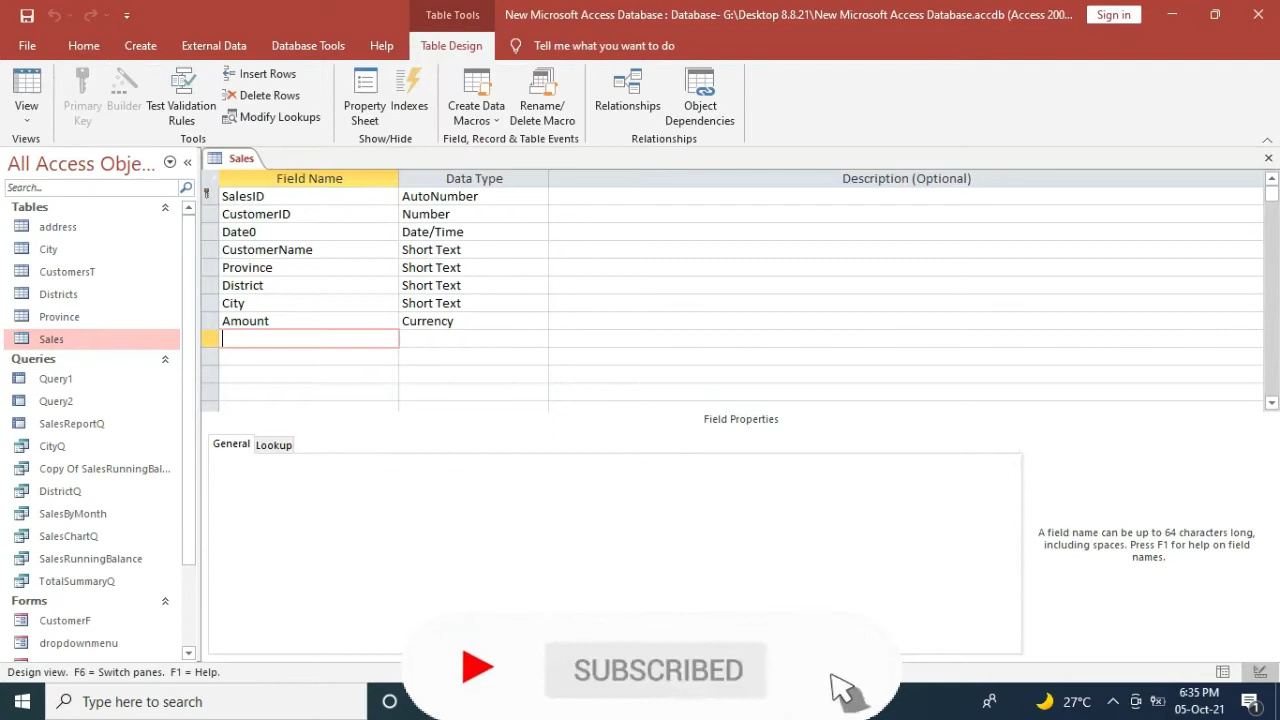 Table Tools
New Microsoft Access Database : Database- G:\Desktop 8.8.21\New Microsoft Access Database.accdb (Access 200...
Sign in
File
Home
Create
External Data
Database Tools
Help
Table Design
Tell me what you want to do
View
Primary Key
Builder
Test Validation Rules
Insert Rows
Delete Rows
Modify Lookups
Property Sheet
Indexes
Create Data Macros
Rename/ Delete Macro
Relationships
Object Dependencies
Views
Tools
Show/Hide
Field, Record & Table Events
Relationships
All Access Obje...
Search...
Tables
address
City
CustomersT
Districts
Province
Sales
Queries
Query1
Query2
SalesReportQ
CityQ
Copy Of SalesRunningBal...
DistrictQ
SalesByMonth
SalesChartQ
SalesRunningBalance
TotalSummaryQ
Forms
CustomerF
dropdownmenu
Sales
Field Name Data Type Description (Optional)
SalesID AutoNumber
CustomerID Number
Date0 Date/Time
CustomerName Short Text
Province Short Text
District Short Text
City Short Text
Amount Currency
Field Properties
General Lookup
A field name can be up to 64 characters long,
including spaces. Press F1 for help on field
names.
SUBSCRIBED
Design view. F6 = Switch panes. F1 = Help.
Type here to search
27°C
6:35 PM
05-Oct-21
1